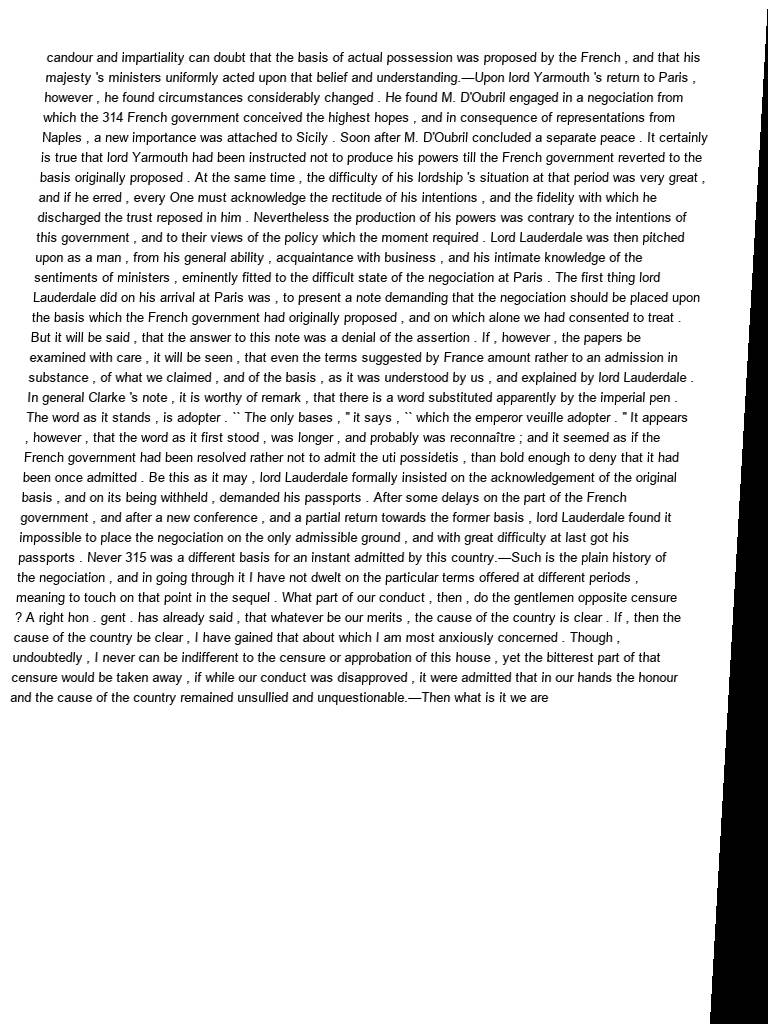 candour and impartiality can doubt that the basis of actual possession was proposed by the French , and that his
majesty 's ministers uniformly acted upon that belief and understanding.—Upon lord Yarmouth 's return to Paris ,
however , he found circumstances considerably changed . He found M. D'Oubril engaged in a negociation from
which the 314 French government conceived the highest hopes , and in consequence of representations from
Naples , a new importance was attached to Sicily . Soon after M. D'Oubril concluded a separate peace . It certainly
is true that lord Yarmouth had been instructed not to produce his powers till the French government reverted to the
basis originally proposed . At the same time , the difficulty of his lordship 's situation at that period was very great ,
and if he erred , every One must acknowledge the rectitude of his intentions , and the fidelity with which he
discharged the trust reposed in him . Nevertheless the production of his powers was contrary to the intentions of
this government , and to their views of the policy which the moment required . Lord Lauderdale was then pitched
upon as a man , from his general ability , acquaintance with business , and his intimate knowledge of the
sentiments of ministers , eminently fitted to the difficult state of the negociation at Paris . The first thing lord
Lauderdale did on his arrival at Paris was , to present a note demanding that the negociation should be placed upon
the basis which the French government had originally proposed , and on which alone we had consented to treat .
But it will be said , that the answer to this note was a denial of the assertion . If , however , the papers be
examined with care , it will be seen , that even the terms suggested by France amount rather to an admission in
substance , of what we claimed , and of the basis , as it was understood by us , and explained by lord Lauderdale .
In general Clarke 's note , it is worthy of remark , that there is a word substituted apparently by the imperial pen .
The word as it stands , is adopter . `` The only bases , '' it says , `` which the emperor veuille adopter . '' It appears
, however , that the word as it first stood , was longer , and probably was reconnaître ; and it seemed as if the
French government had been resolved rather not to admit the uti possidetis , than bold enough to deny that it had
been once admitted . Be this as it may , lord Lauderdale formally insisted on the acknowledgement of the original
basis , and on its being withheld , demanded his passports . After some delays on the part of the French
government , and after a new conference , and a partial return towards the former basis , lord Lauderdale found it
impossible to place the negociation on the only admissible ground , and with great difficulty at last got his
passports . Never 315 was a different basis for an instant admitted by this country.—Such is the plain history of
the negociation , and in going through it I have not dwelt on the particular terms offered at different periods ,
meaning to touch on that point in the sequel . What part of our conduct , then , do the gentlemen opposite censure
? A right hon . gent . has already said , that whatever be our merits , the cause of the country is clear . If , then the
cause of the country be clear , I have gained that about which I am most anxiously concerned . Though ,
undoubtedly , I never can be indifferent to the censure or approbation of this house , yet the bitterest part of that
censure would be taken away , if while our conduct was disapproved , it were admitted that in our hands the honour
and the cause of the country remained unsullied and unquestionable.—Then what is it we are